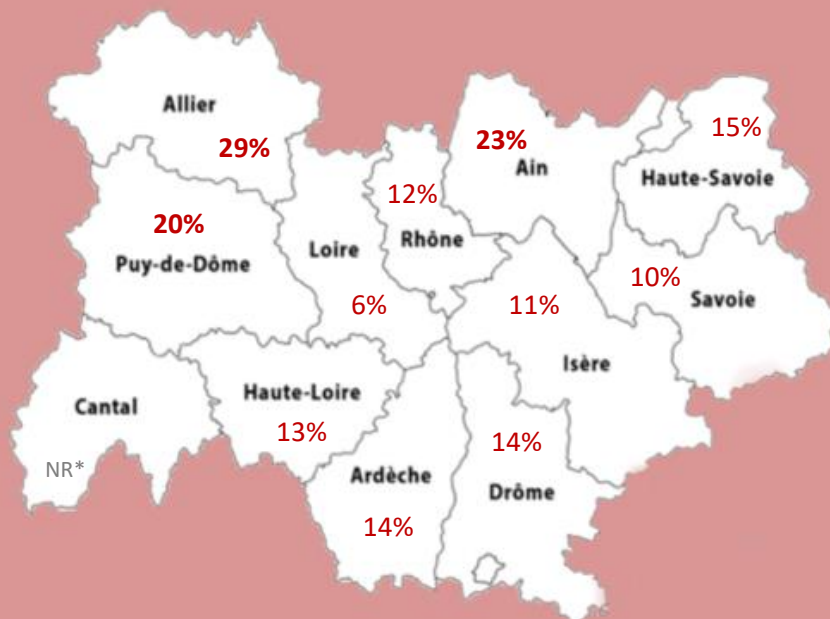 Allier
29%
23%
Ain
15%
Haute-Savoie
12%
Rhône
20%
Puy-de-Dôme
Loire
6%
10%
Savoie
11%
Isère
Cantal
NR*
Haute-Loire
13%
Ardèche
14%
14%
Drôme